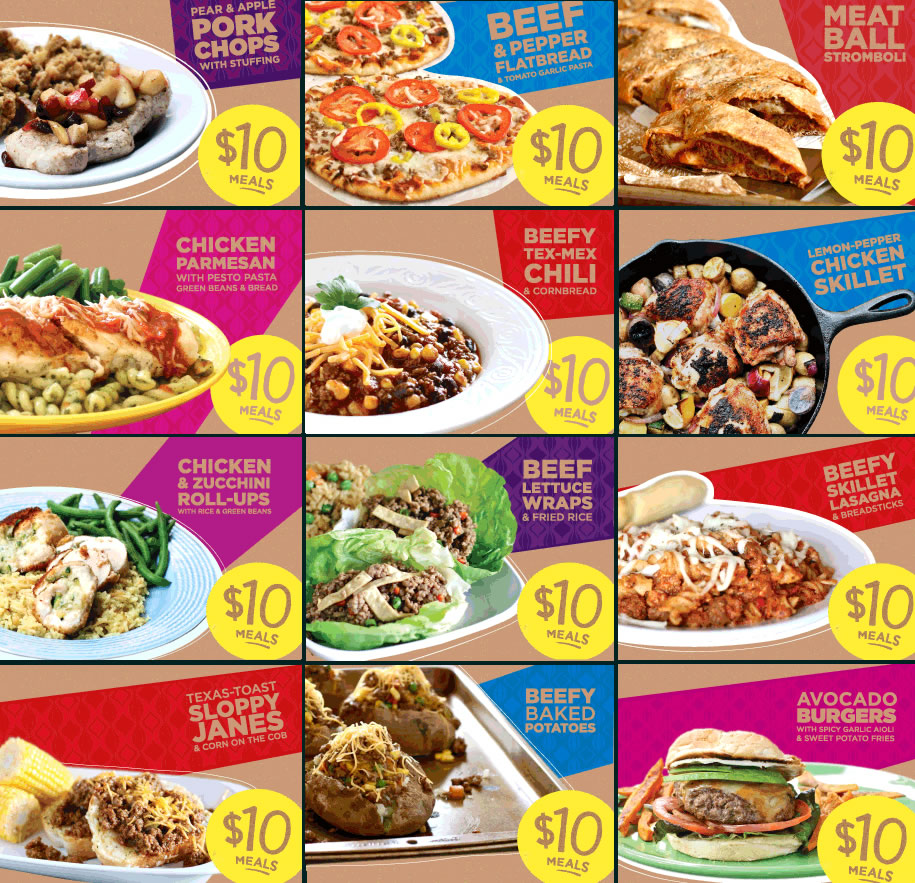 PEAR & APPLE
PORK
CHOPS
WITH STUFFING
$10
MEALS
BEEF
& PEPPER
FLATBREAD
& TOMATO GARLIC PASTA
$10
MEALS
MEAT
BALL
STROMBOLI
$10
MEALS
CHICKEN
PARMESAN
WITH PESTO PASTA
GREEN BEANS & BREAD
$10
MEALS
BEEFY
TEX-MEX
CHILI
& CORNBREAD
$10
MEALS
LEMON-PEPPER
CHICKEN
SKILLET
$10
MEALS
CHICKEN
& ZUCCHINI
ROLL-UPS
WITH RICE & GREEN BEANS
$10
MEALS
BEEF
LETTUCE
WRAPS
& FRIED RICE
$10
MEALS
BEEFY
SKILLET
LASAGNA
& BREADSTICKS
$10
MEALS
TEXAS-TOAST
SLOPPY
JANES
& CORN ON THE COB
$10
MEALS
BEEFY
BAKED
POTATOES
$10
MEALS
AVOCADO
BURGERS
WITH SPICY GARLIC AIOLI
& SWEET POTATO FRIES
$10
MEALS